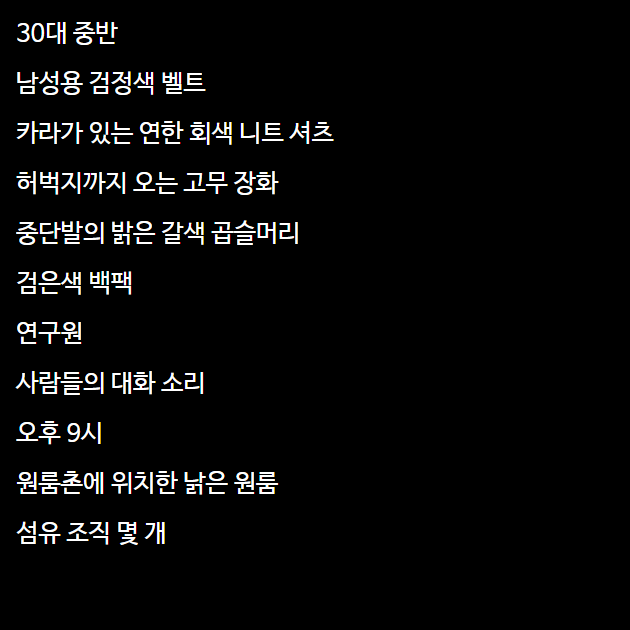 30대 중반
남성용 검정색 벨트
카라가 있는 연한 회색 니트 셔츠
허벅지까지 오는 고무 장화
중단발의 밝은 갈색 곱슬머리
검은색 백팩
연구원
사람들의 대화 소리
오후 9시
원룸촌에 위치한 낡은 원룸
섬유 조직 몇 개